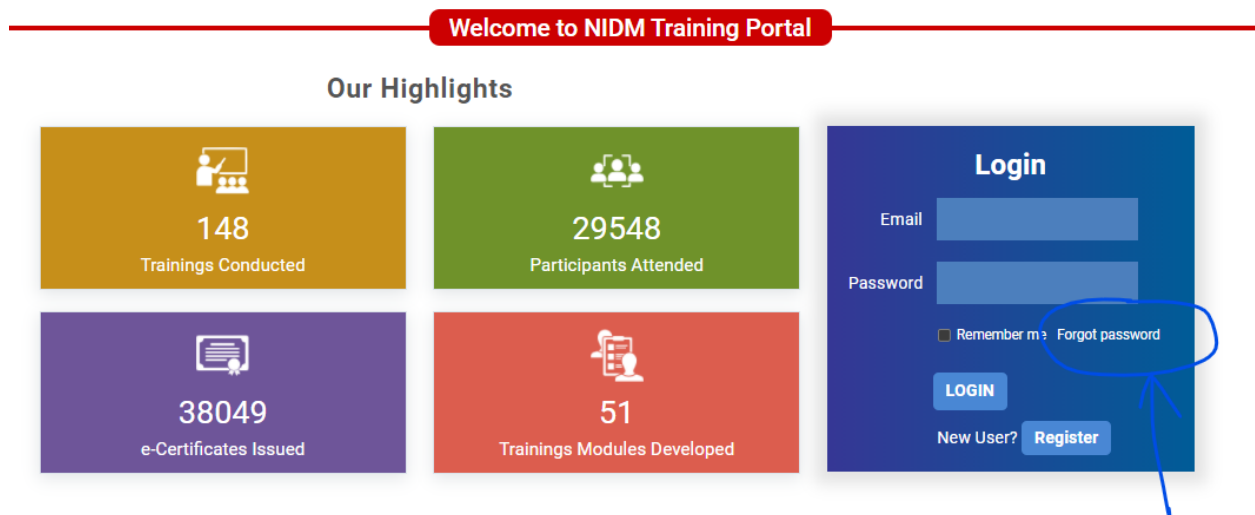 Welcome to NIDM Training Portal
Our Highlights
148
Trainings Conducted
29548
Participants Attended
38049
e-Certificates Issued
51
Trainings Modules Developed
Login
Email
Password
Remember me Forgot password
LOGIN
New User? Register